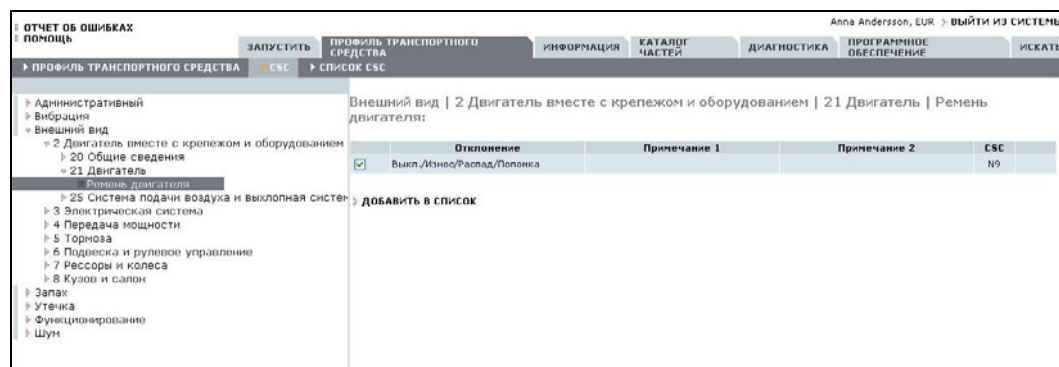 ОТЧЕТ ОБ ОШИБКАХ
ПОМОЩЬ
Anna Andersson, EUR ВЫЙТИ ИЗ СИСТЕМЫ
ЗАПУСТИТЬ
ПРОФИЛЬ ТРАНСПОРТНОГО
СРЕДСТВА
ИНФОРМАЦИЯ
КАТАЛОГ
ЧАСТЕЙ
ДИАГНОСТИКА
ПРОГРАММНОЕ
ОБЕСПЕЧЕНИЕ
ИСКАТЬ
ПРОФИЛЬ ТРАНСПОРТНОГО СРЕДСТВА CSC СПИСОК CSC
Административный
Вибрация
Внешний вид
2 Двигатель вместе с крепежом и оборудованием
20 Общие сведения
21 Двигатель
Ремень двигателя
25 Система подачи воздуха и выхлопная систем
3 Электрическая система
4 Передача мощности
5 Тормоза
6 Подвеска и рулевое управление
7 Рессоры и колеса
8 Кузов и салон
Запах
Утечка
Функционирование
Шум
Внешний вид | 2 Двигатель вместе с крепежом и оборудованием | 21 Двигатель | Ремень
двигателя:
Отклонение Примечание 1 Примечание 2 CSC
Выкл./Износ/Распад/Поломка N9
ДОБАВИТЬ В СПИСОК